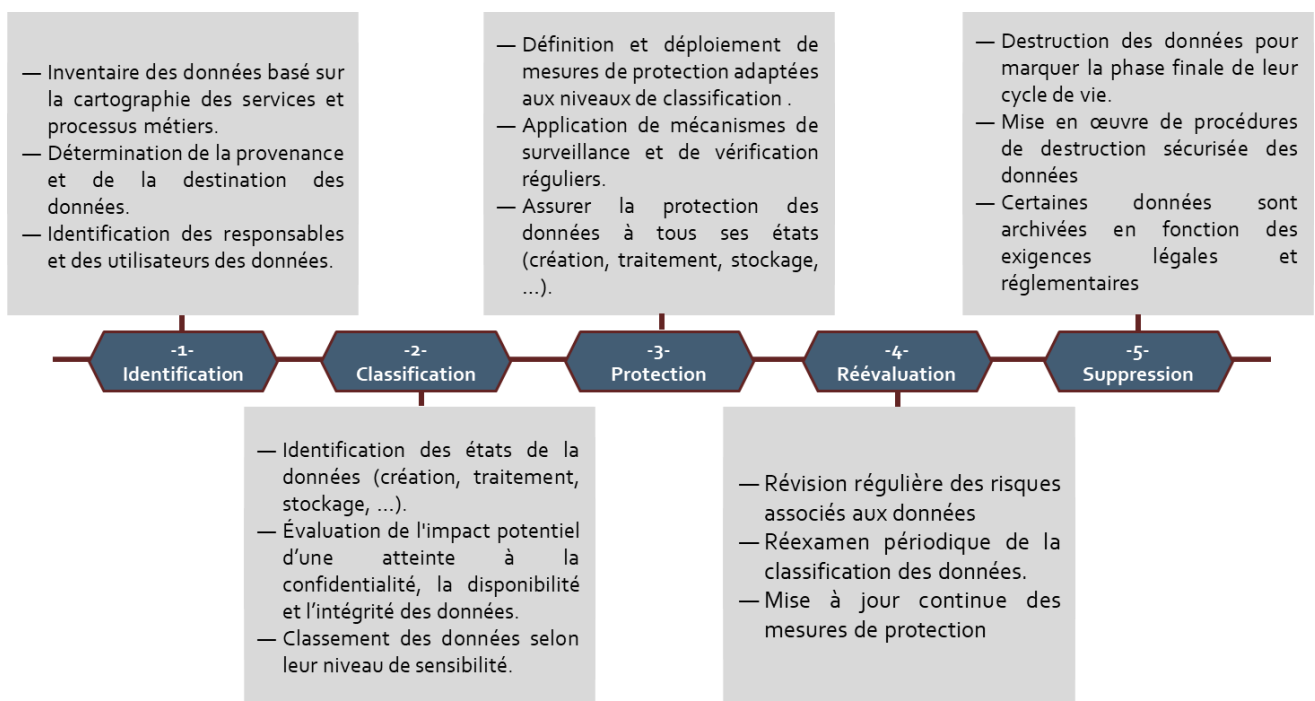 — Inventaire des données basé sur
la cartographie des services et
processus métiers.
— Détermination de la provenance
et de la destination des
données.
— Identification des responsables
et des utilisateurs des données.
— Définition et déploiement de
mesures de protection adaptées
aux niveaux de classification .
— Application de mécanismes de
surveillance et de vérification
réguliers.
— Assurer la protection des
données à tous ses états
(création, traitement, stockage,
...).
— Destruction des données pour
marquer la phase finale de leur
cycle de vie.
— Mise en œuvre de procédures
de destruction sécurisée des
données
— Certaines données sont
archivées en fonction des
exigences légales et
réglementaires
-1-
Identification
-2-
Classification
-3-
Protection
-4-
Réévaluation
-5-
Suppression
— Identification des états de la
données (création, traitement,
stockage, ...).
— Évaluation de l'impact potentiel
d’une atteinte à la
confidentialité, la disponibilité
et l’intégrité des données.
— Classement des données selon
leur niveau de sensibilité.
— Révision régulière des risques
associés aux données
— Réexamen périodique de la
classification des données.
— Mise à jour continue des
mesures de protection